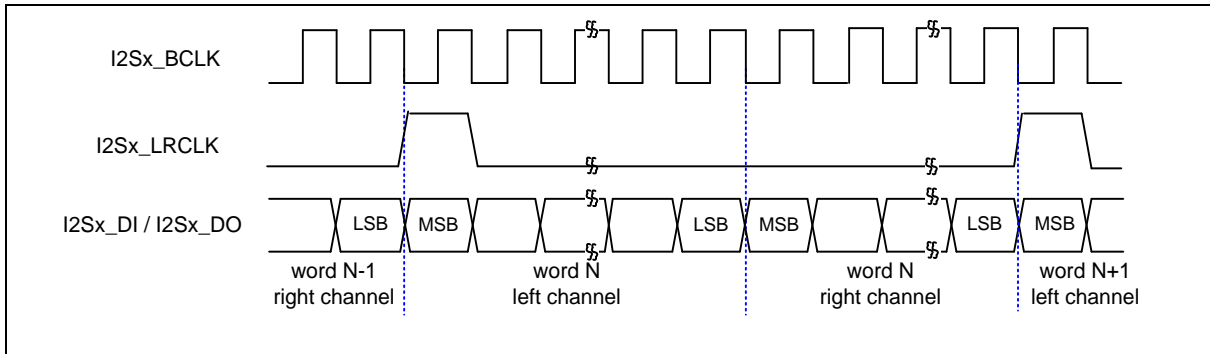 I2Sx_BCLK
I2Sx_LRCLK
I2Sx_DI / I2Sx_DO
LSB MSB LSB MSB LSB MSB
word N-1 word N word N word N+1
right channel left channel right channel left channel